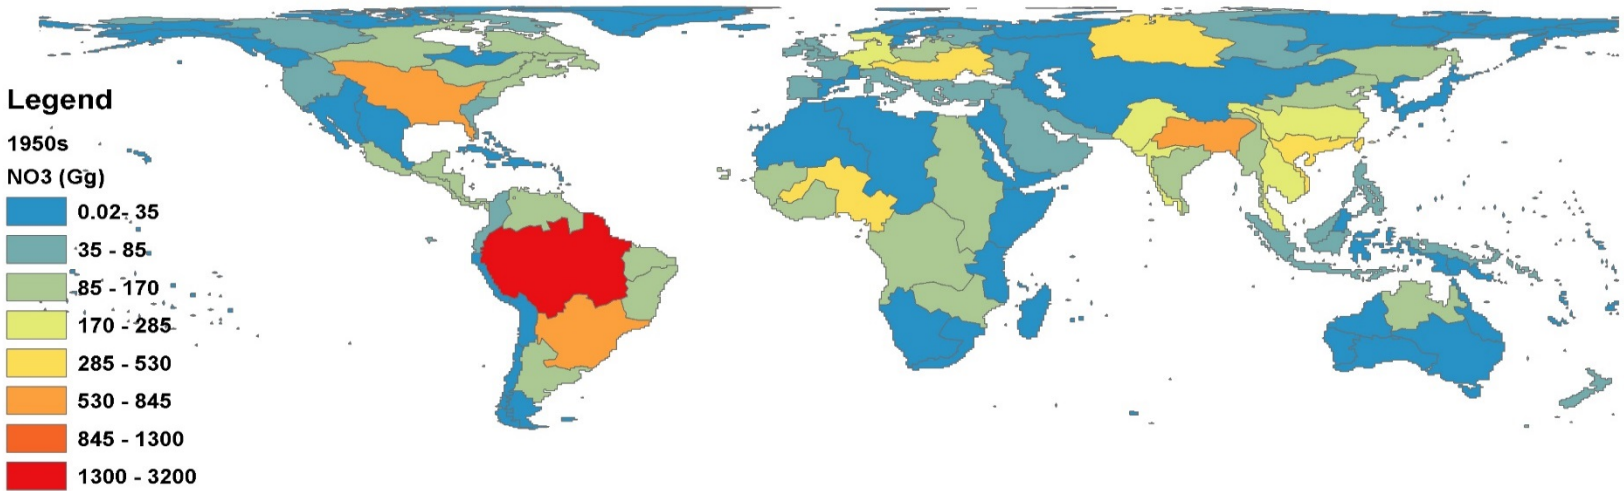 Legend
1950s
NO3 (Gg)
0.02- 35
35 - 85
85 - 170
170 - 285
285 - 530
530 - 845
845 - 1300
1300 - 3200